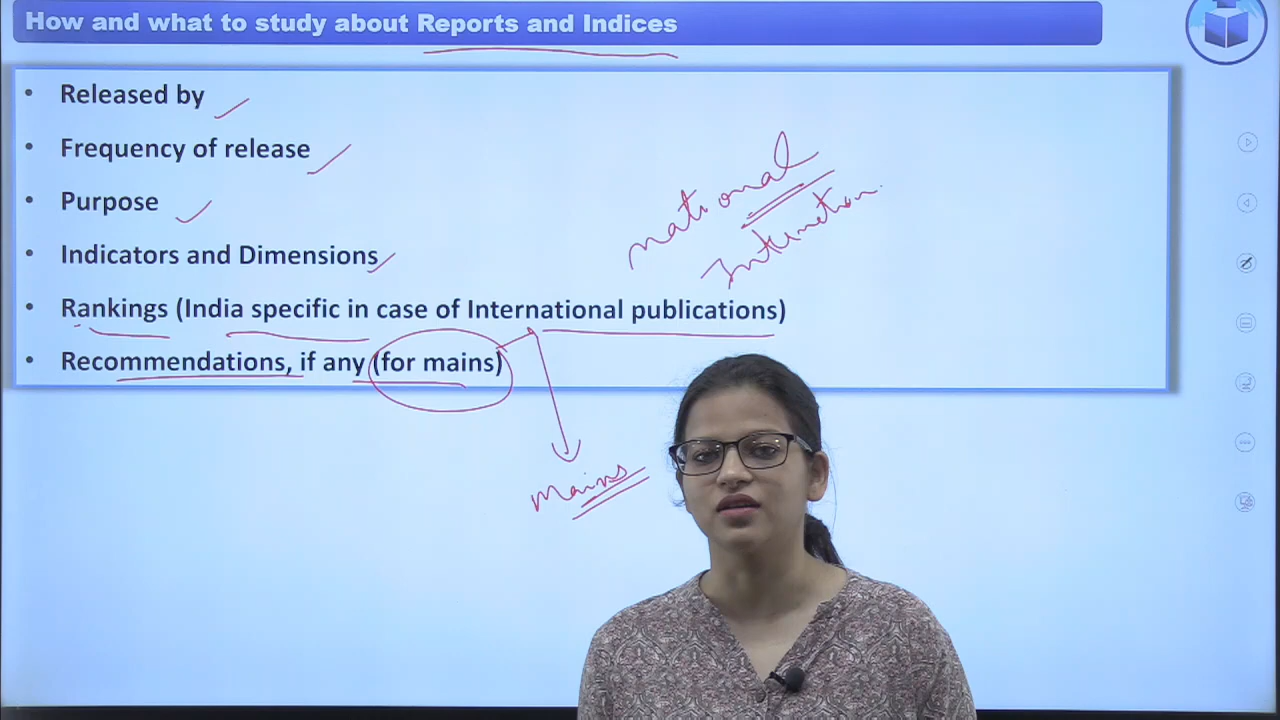 How and what to study about Reports and Indices
• Released by
• Frequency of release
• Purpose
• Indicators and Dimensions
• Rankings (India specific in case of International publications)
• Recommendations, if any (for mains)
national
Mains